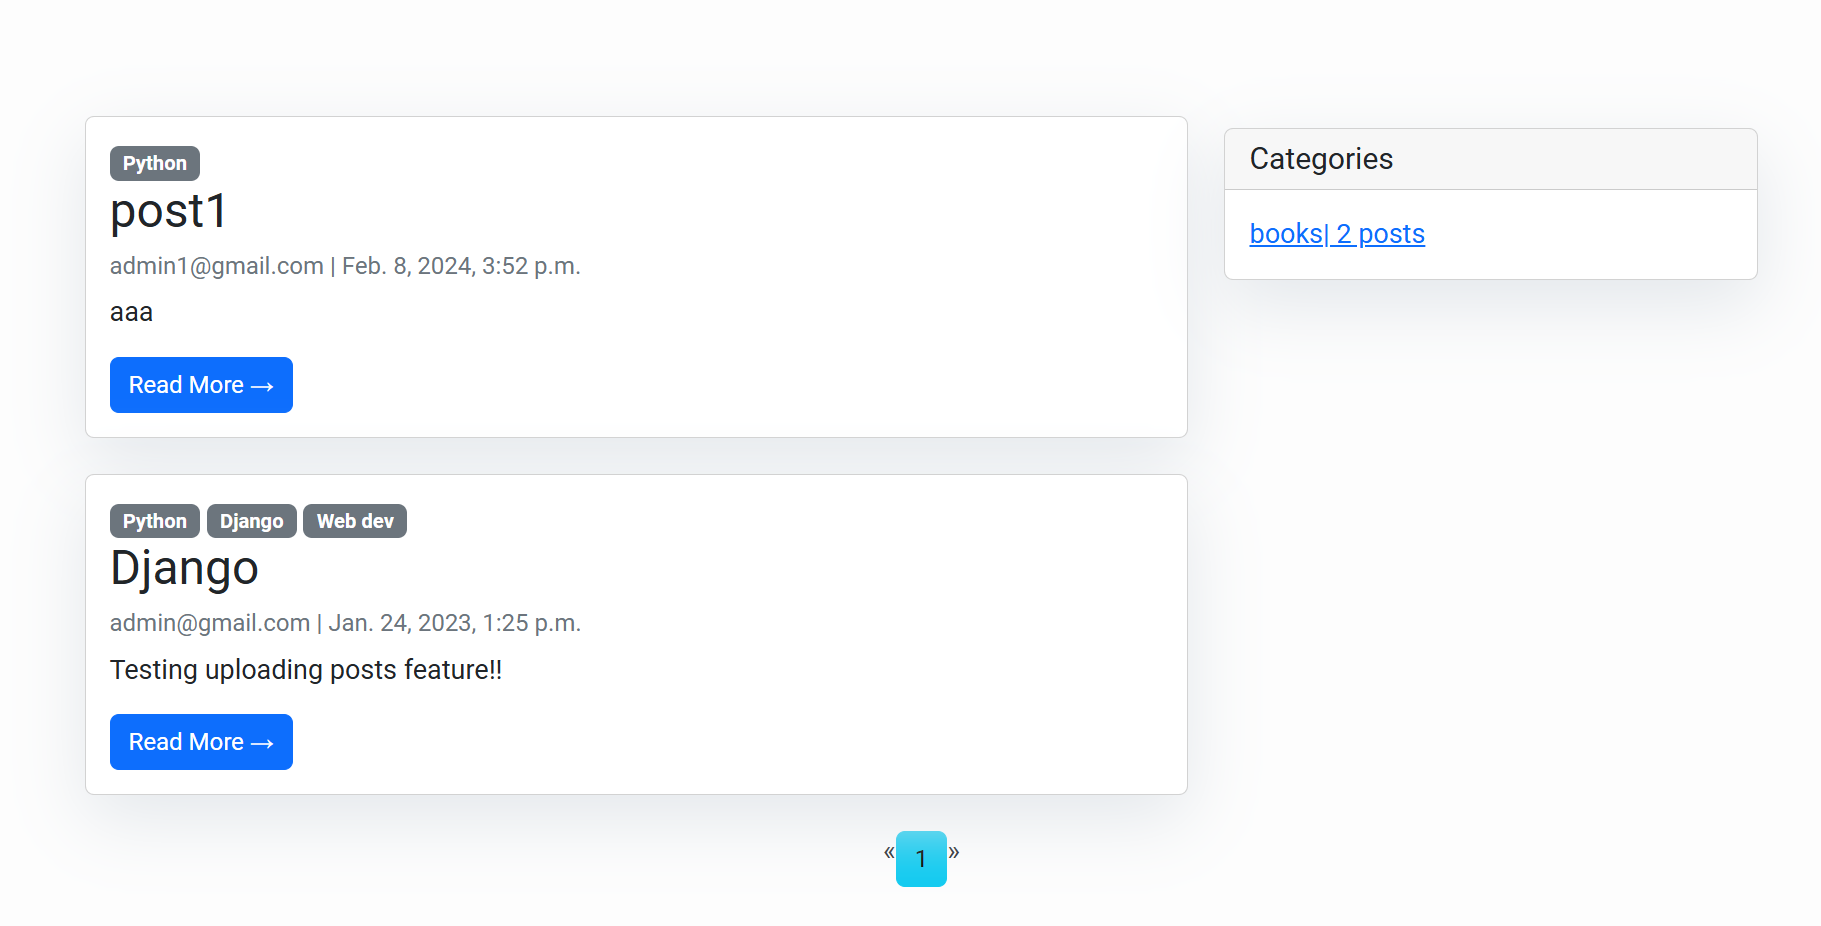 Python
post1
admin1@gmail.com | Feb. 8, 2024, 3:52 p.m.
aaa
Read More →
Python Django Web dev
Django
admin@gmail.com | Jan. 24, 2023, 1:25 p.m.
Testing uploading posts feature!!
Read More →
« 1 »
Categories
books| 2 posts